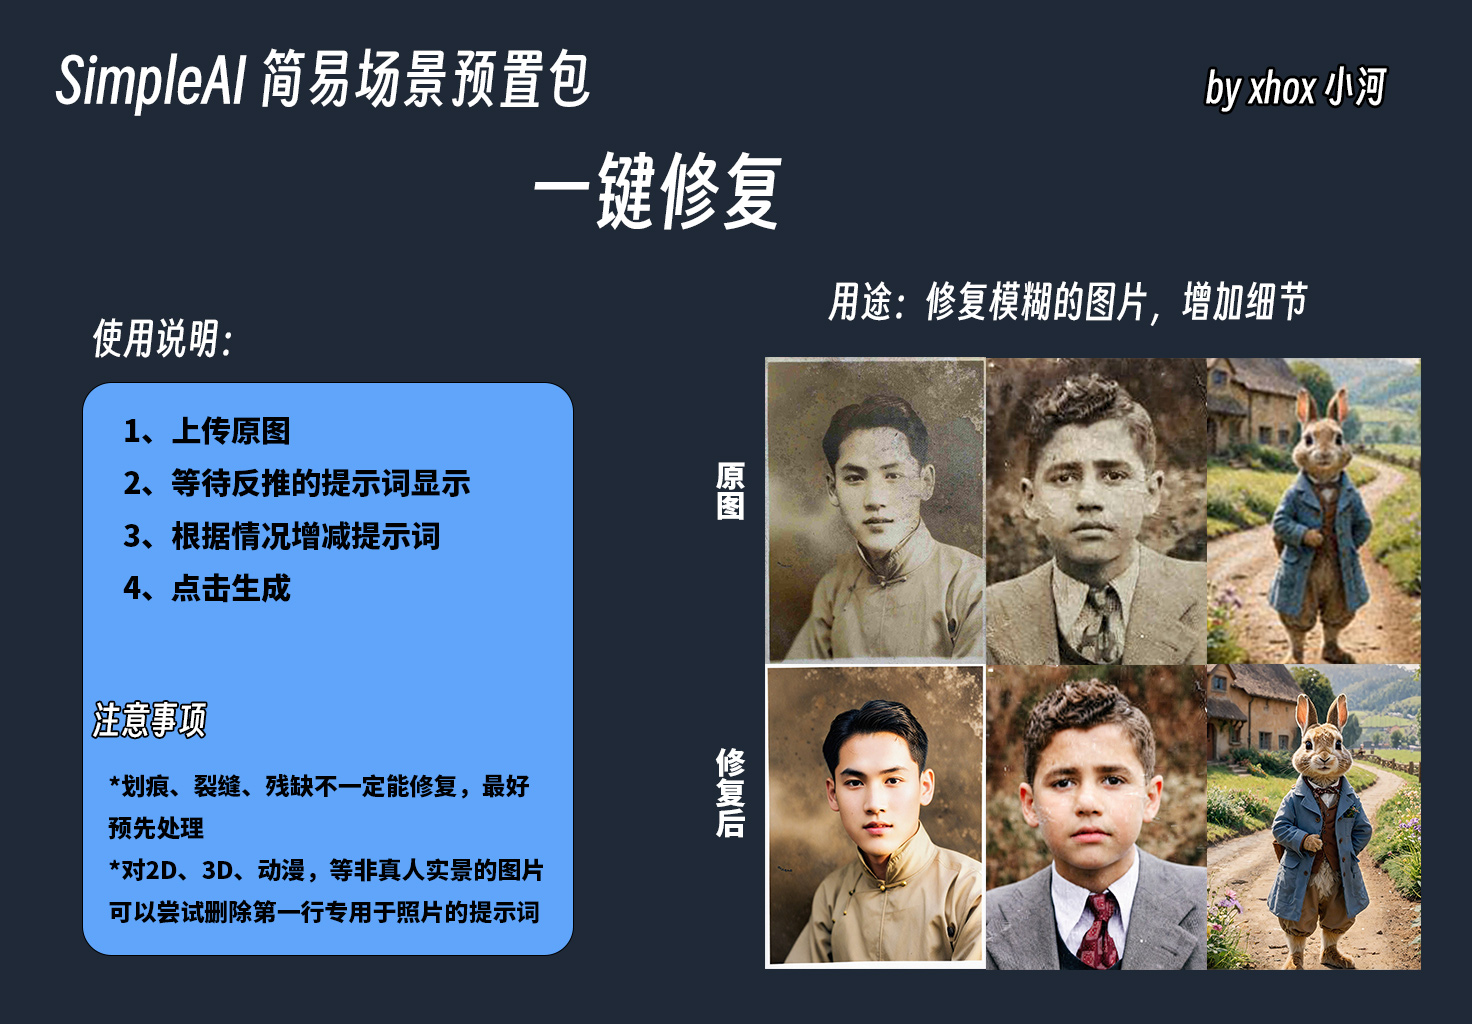 SimpleAI 简易场景预置包
by xhox 小河
一键修复
用途：修复模糊的图片，增加细节
使用说明：
1、上传原图
2、等待反推的提示词显示
3、根据情况增减提示词
4、点击生成
注意事项
*划痕、裂缝、残缺不一定能修复，最好
预先处理
*对2D、3D、动漫，等非真人实景的图片
可以尝试删除第一行专用于照片的提示词
原图
修复后